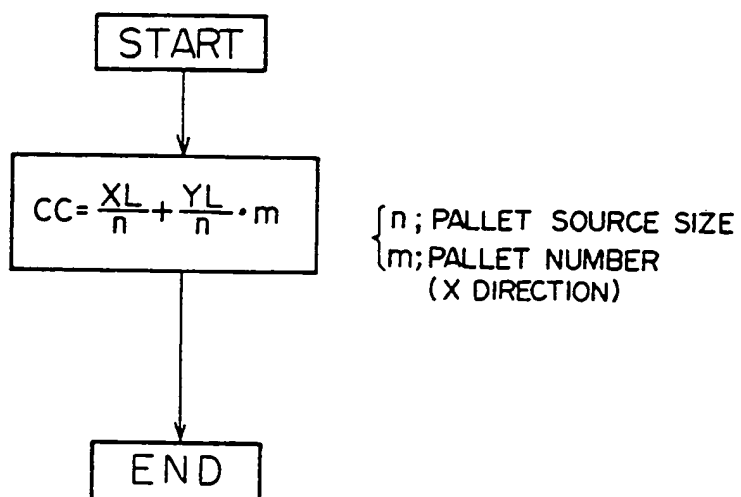 START
CC=XL/n+YL/n·m
n; PALLET SOURCE SIZE
m; PALLET NUMBER
(X DIRECTION)
END